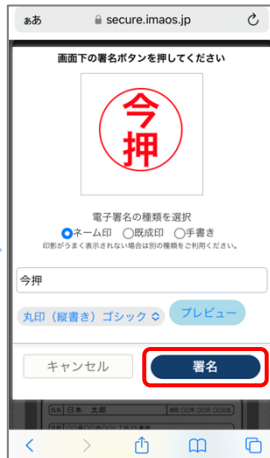 ぁあ secure.imaos.jp
画面下の署名ボタンを押してください
今
押
電子署名の種類を選択
ネーム印 既成印 手書き
印影がうまく表示されない場合は別の種類をご利用ください。
今押
丸印（縦書き）ゴシック プレビュー
キャンセル 署名
氏名 日本 太郎